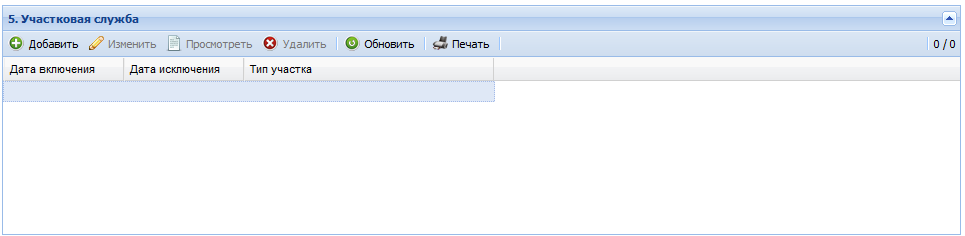 5. Участковая служба
Добавить Изменить Просмотреть Удалить Обновить Печать 0 / 0
Дата включения Дата исключения Тип участка